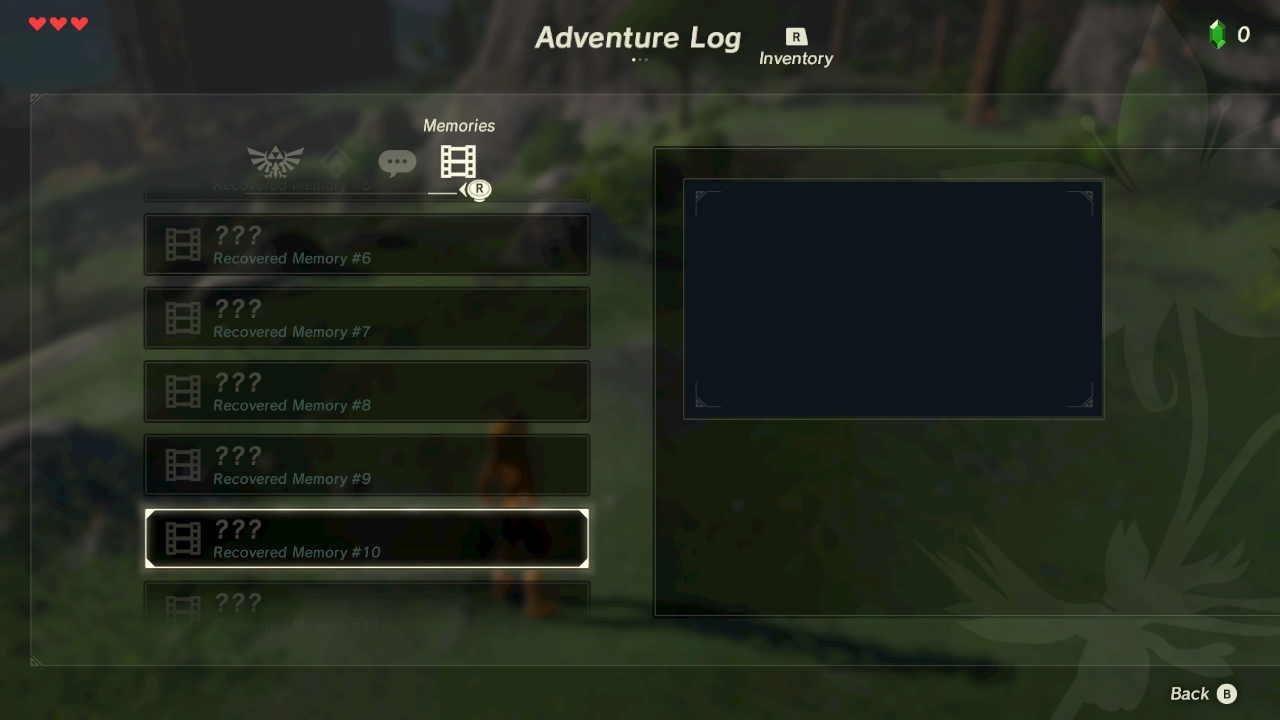 Adventure Log
R
Inventory
0
Memories
R
Recovered Memory #5
???
Recovered Memory #6
???
Recovered Memory #7
???
Recovered Memory #8
???
Recovered Memory #9
???
Recovered Memory #10
???
Recovered Memory #11
Back B